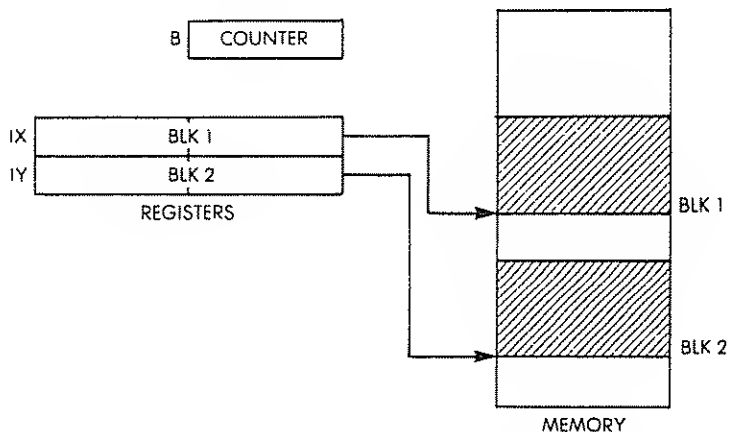 B COUNTER
IX BLK 1
IY BLK 2
REGISTERS
BLK 1
BLK 2
MEMORY